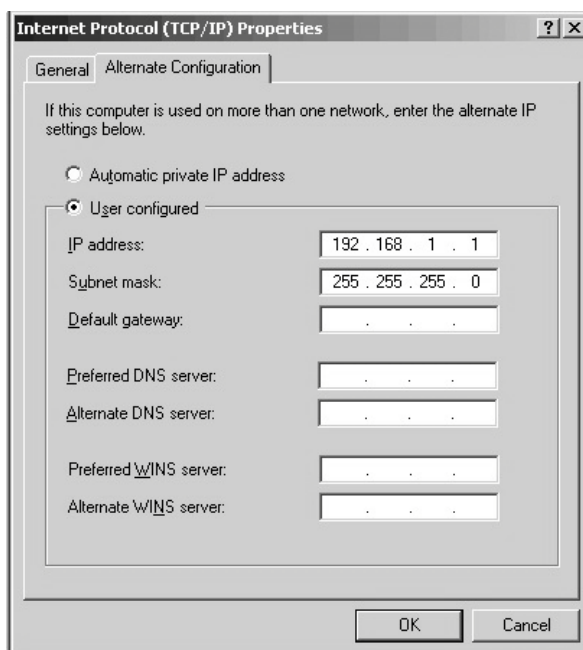 Internet Protocol (TCP/IP) Properties
? X
General Alternate Configuration
If this computer is used on more than one network, enter the alternate IP
settings below.
Automatic private IP address
User configured
IP address: 192 . 168 . 1 . 1
Subnet mask: 255 . 255 . 255 . 0
Default gateway: . . .
Preferred DNS server: . . .
Alternate DNS server: . . .
Preferred WINS server: . . .
Alternate WINS server: . . .
OK Cancel